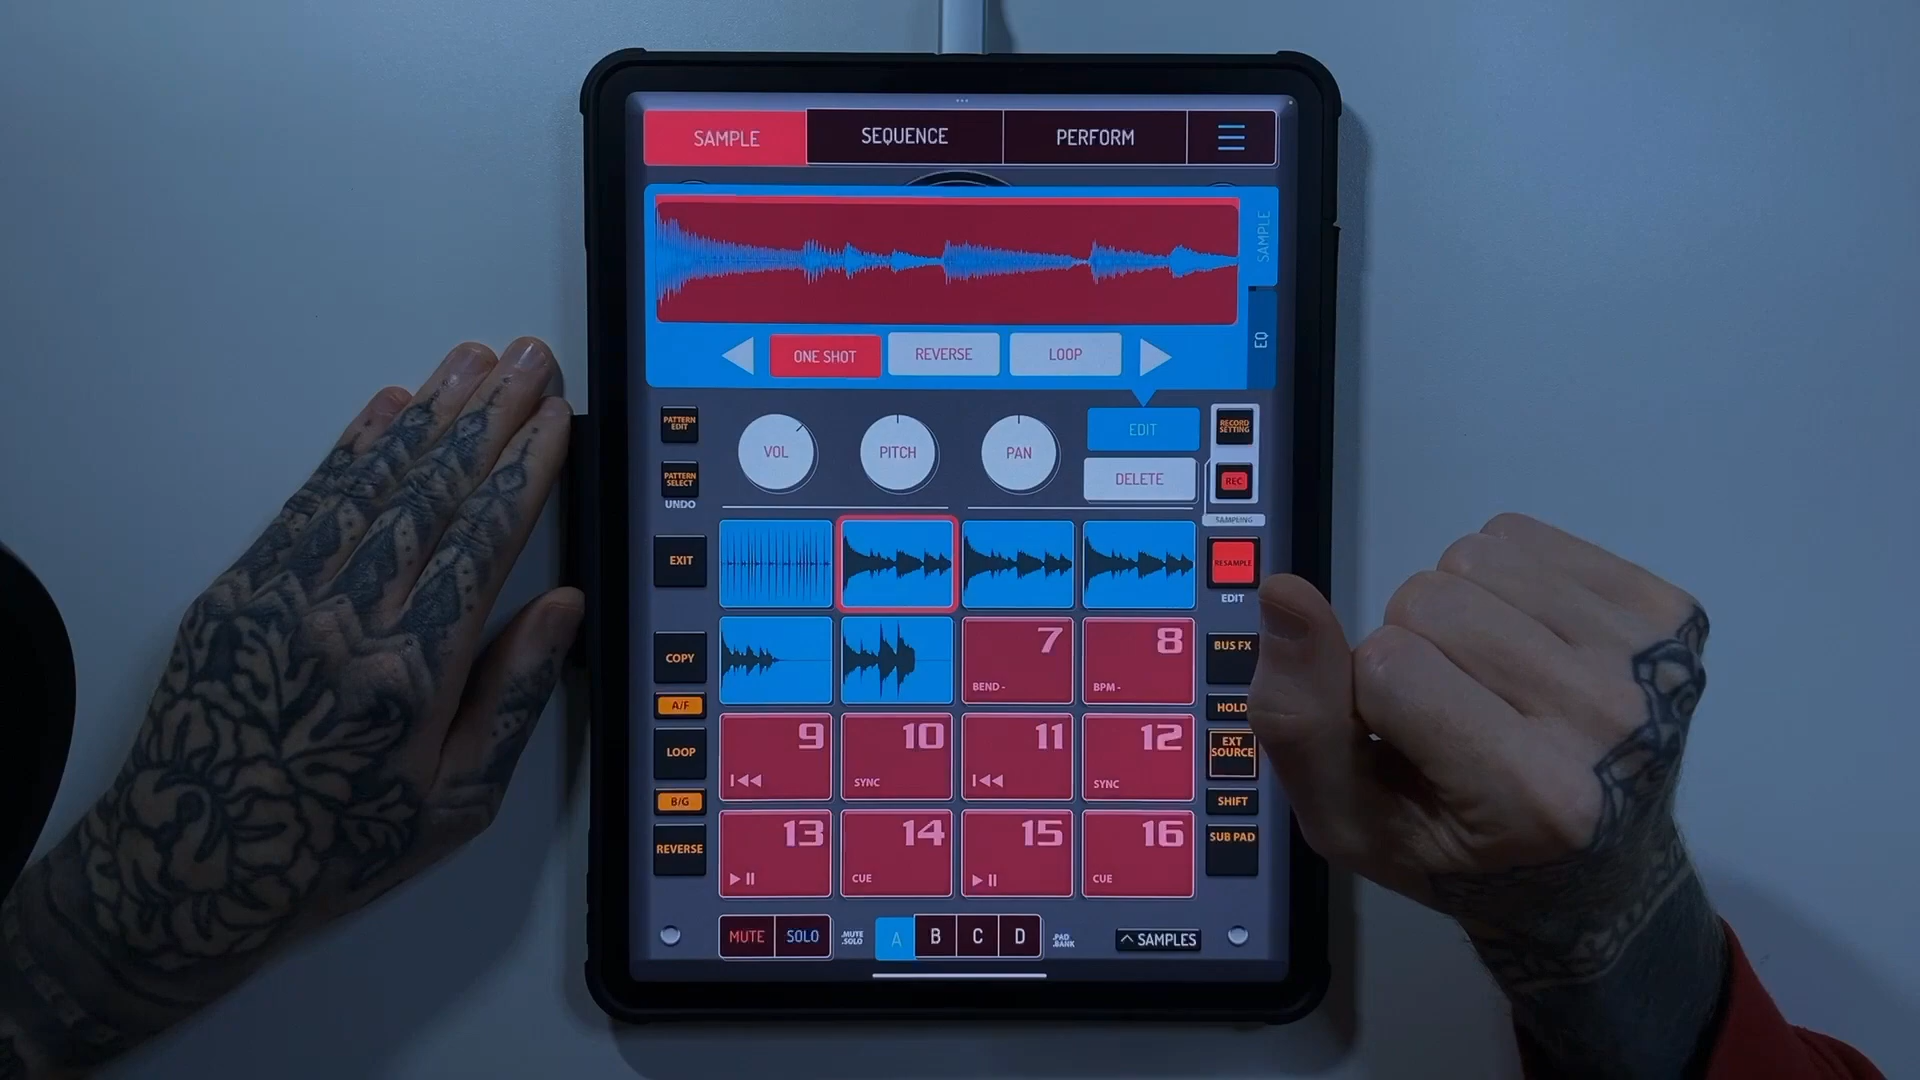 SAMPLE
SEQUENCE
PERFORM
SAMPLE
EQ
ONE SHOT
REVERSE
LOOP
PATTERN
EDIT
VOL
PITCH
PAN
EDIT
RECORD
SETTING
PATTERN
SELECT
DELETE
REC
UNDO
SAMPLING
EXIT
RESAMPLE
EDIT
COPY
7
BEND -
8
BPM -
BUS FX
A/F
HOLD
LOOP
9
10
SYNC
11
12
SYNC
EXT
SOURCE
B/G
SHIFT
REVERSE
13
14
CUE
15
16
CUE
SUB PAD
MUTE
SOLO
.MUTE
.SOLO
A
B
C
D
.PAD
.BANK
SAMPLES